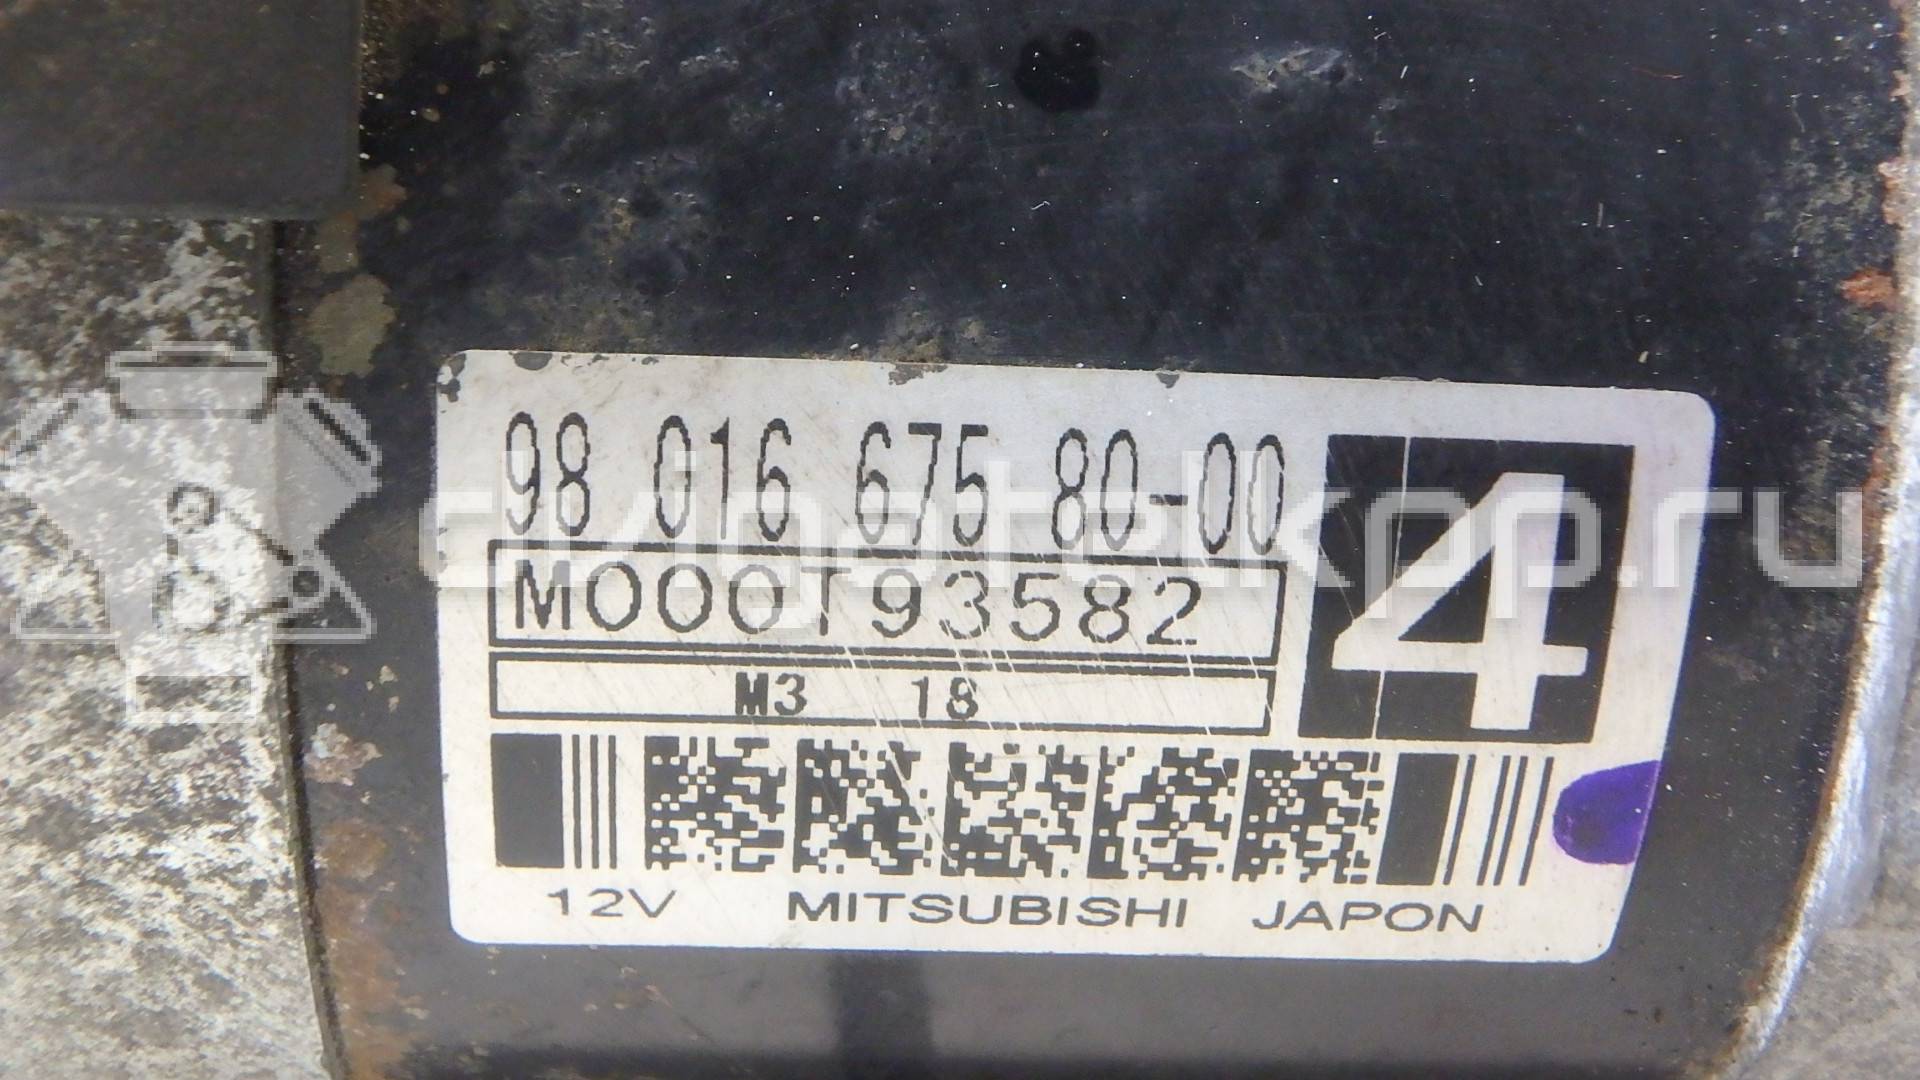 98 016 675 80-00
4
M000T93582
M3 18
12V MITSUBISHI JAPON
dvigatelkpp.ru